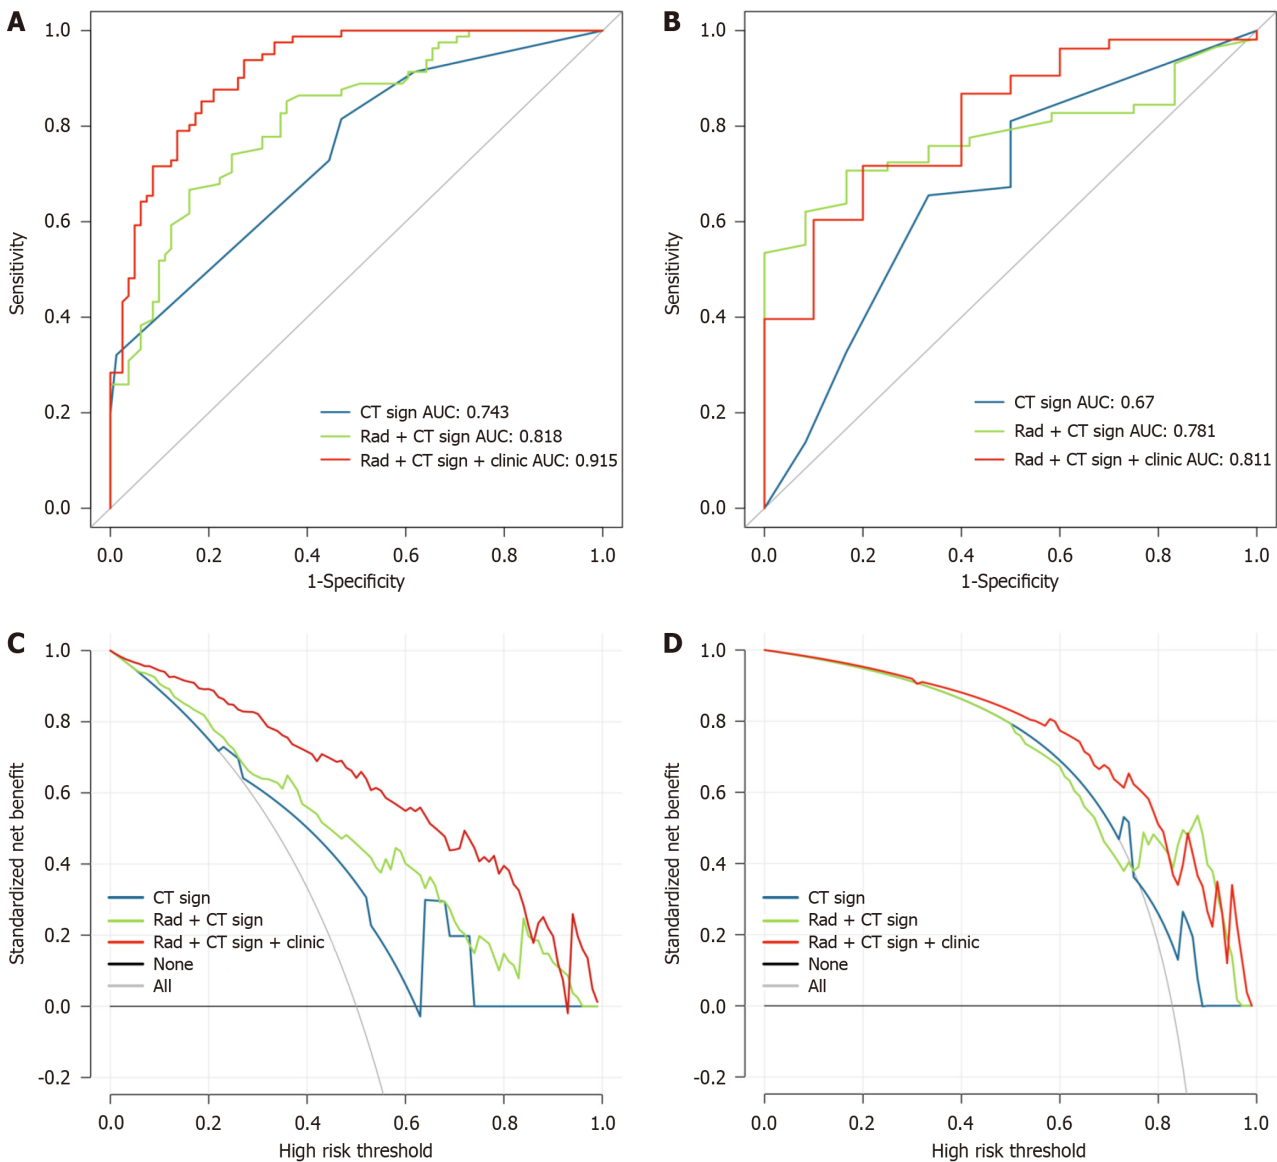 A
1.0
0.8
0.6
0.4
0.2
0.0
Sensitivity
CT sign AUC: 0.743
Rad + CT sign AUC: 0.818
Rad + CT sign + clinic AUC: 0.915
0.0 0.2 0.4 0.6 0.8 1.0
1-Specificity
B
1.0
0.8
0.6
0.4
0.2
0.0
Sensitivity
CT sign AUC: 0.67
Rad + CT sign AUC: 0.781
Rad + CT sign + clinic AUC: 0.811
0.0 0.2 0.4 0.6 0.8 1.0
1-Specificity
C
1.0
0.8
0.6
0.4
0.2
0.0
-0.2
Standardized net benefit
CT sign
Rad + CT sign
Rad + CT sign + clinic
None
All
0.0 0.2 0.4 0.6 0.8 1.0
High risk threshold
D
1.0
0.8
0.6
0.4
0.2
0.0
-0.2
Standardized net benefit
CT sign
Rad + CT sign
Rad + CT sign + clinic
None
All
0.0 0.2 0.4 0.6 0.8 1.0
High risk threshold